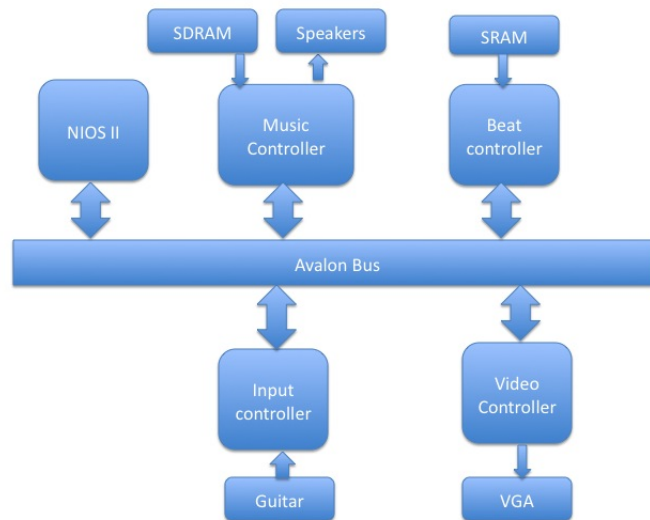 SDRAM
Speakers
SRAM
NIOS II
Music
Controller
Beat
controller
Avalon Bus
Input
controller
Video
Controller
Guitar
VGA